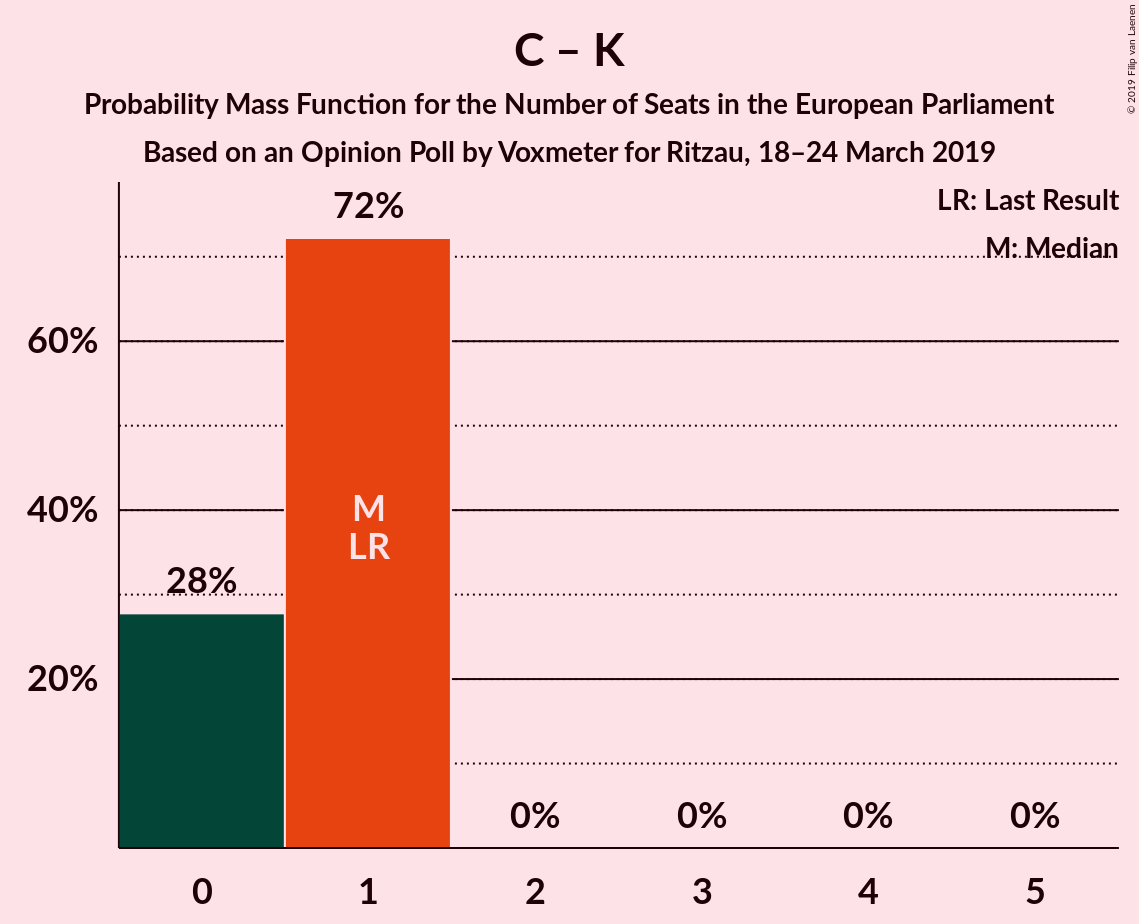 C – K
Probability Mass Function for the Number of Seats in the European Parliament
Based on an Opinion Poll by Voxmeter for Ritzau, 18–24 March 2019
© 2019 Filip van Laenen
LR: Last Result
M: Median
72%
60%
40%
M
LR
28%
20%
0% 0% 0% 0%
0 1 2 3 4 5